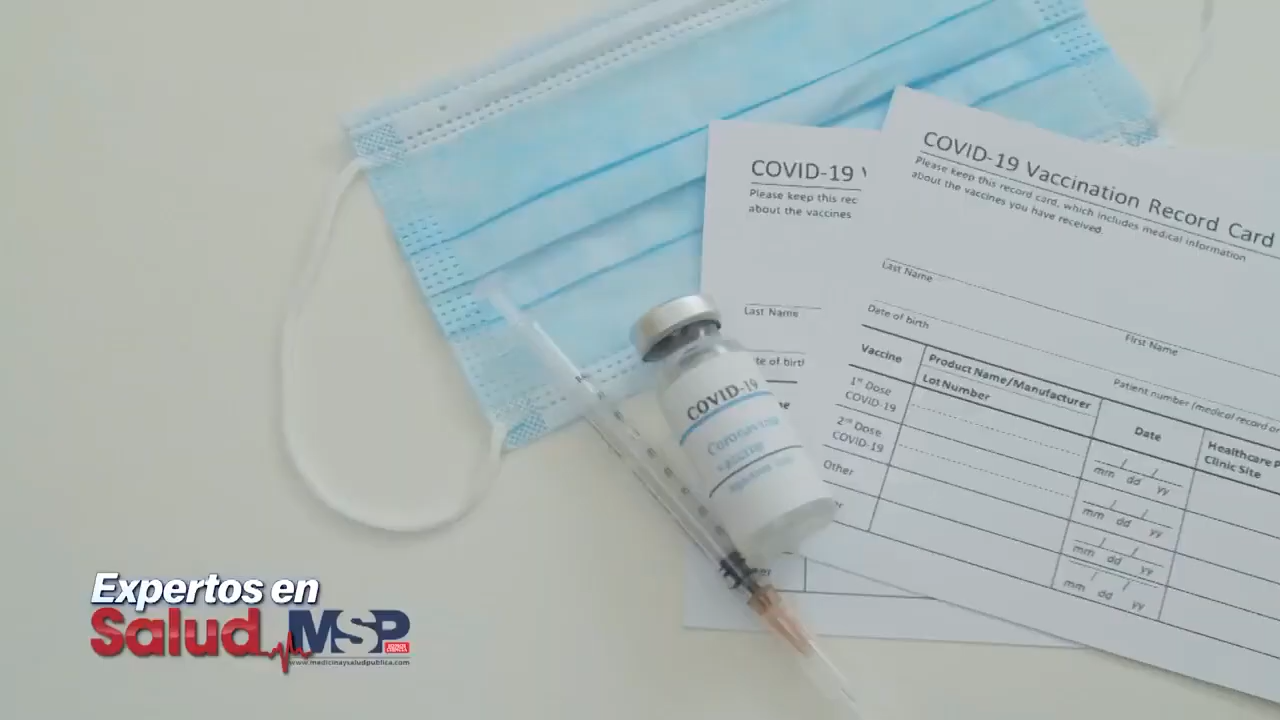 COVID-19 Vaccination Record Card
Please keep this record card, which includes medical information
about the vaccines you have received.
Last Name
First Name
Date of birth
Patient number (medical record or
Vaccine
Product Name/Manufacturer
Lot Number
Date
Healthcare P
Clinic Site
1st Dose
COVID-19
mm dd yy
2nd Dose
COVID-19
mm dd yy
Other
mm dd yy
mm dd yy
COVID-19 V
Please keep this rec
about the vaccines
Last Name
te of birth
COVID-19
Coronavirus
vaccine
Expertos en
Salud
MSP
www.medicinaysaludpublica.com